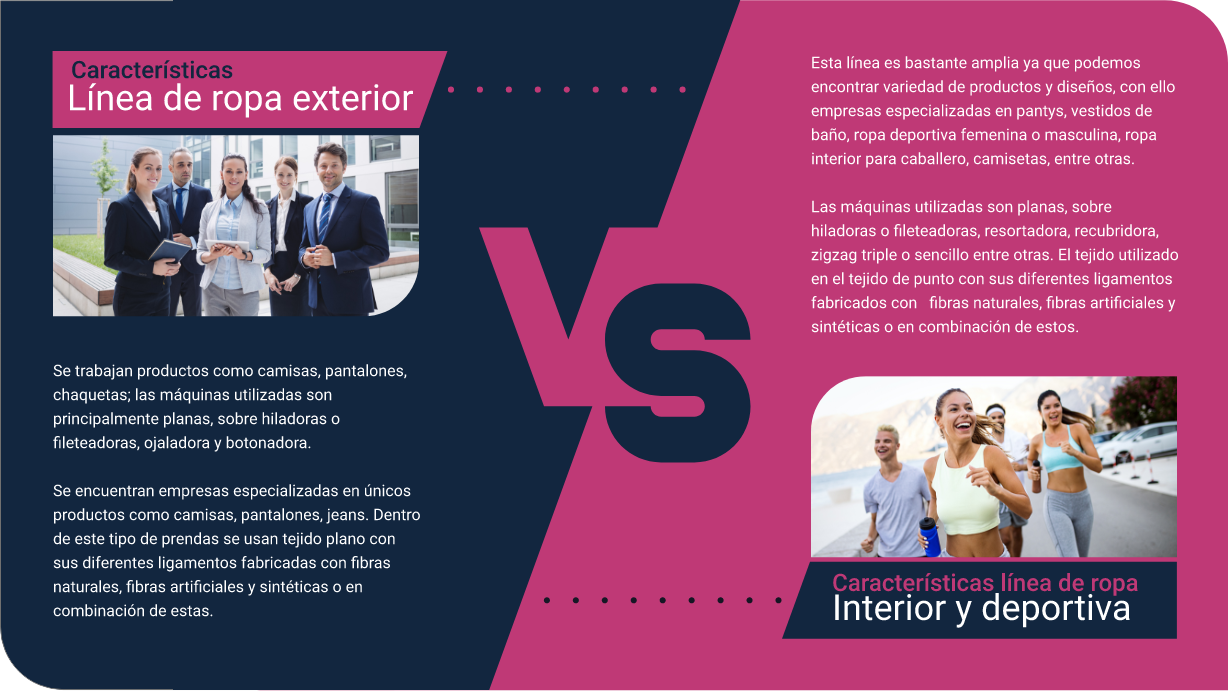 Características
Línea de ropa exterior
Se trabajan productos como camisas, pantalones,
chaquetas; las máquinas utilizadas son
principalmente planas, sobre hiladoras o
fileteadoras, ojaladora y botonadora.
Se encuentran empresas especializadas en únicos
productos como camisas, pantalones, jeans. Dentro
de este tipo de prendas se usan tejido plano con
sus diferentes ligamentos fabricadas con fibras
naturales, fibras artificiales y sintéticas o en
combinación de estas.
VS
Esta línea es bastante amplia ya que podemos
encontrar variedad de productos y diseños, con ello
empresas especializadas en pantys, vestidos de
baño, ropa deportiva femenina o masculina, ropa
interior para caballero, camisetas, entre otras.
Las máquinas utilizadas son planas, sobre
hiladoras o fileteadoras, resortadora, recubridora,
zigzag triple o sencillo entre otras. El tejido utilizado
en el tejido de punto con sus diferentes ligamentos
fabricados con fibras naturales, fibras artificiales y
sintéticas o en combinación de estos.
Características línea de ropa
Interior y deportiva